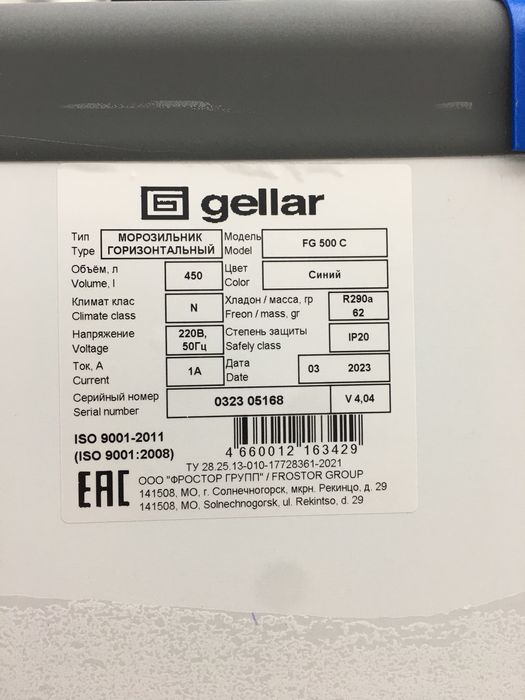 gellar
Тип МОРОЗИЛЬНИК Модель FG 500 C
Type ГОРИЗОНТАЛЬНЫЙ Model
Объём, л 450 Цвет Синий
Volume, l Color
Климат клас N Хладон / масса, гр R290a
Climate class Freon / mass, gr 62
Напряжение 220В, Степень защиты IP20
Voltage 50Гц Safely class
Ток, А 1А Дата 03 2023
Current Date
Серийный номер 0323 05168 V 4,04
Serial number
ISO 9001-2011
(ISO 9001:2008)
4 660012 163429
ТУ 28.25.13-010-17728361-2021
EAC ООО "ФРОСТОР ГРУПП" / FROSTOR GROUP
141508, МО, г. Солнечногорск, мкрн. Рекинцо, д. 29
141508, MO, Solnechnogorsk, ul. Rekintso, d. 29